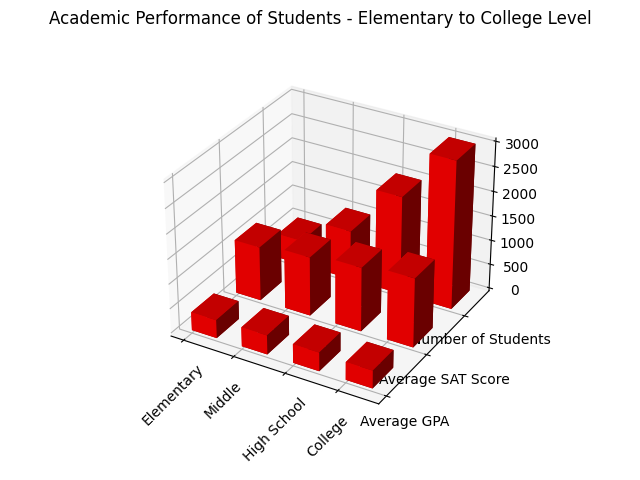 Academic Performance of Students - Elementary to College Level
3000
2500
2000
1500
1000
500
0
Number of Students
Average SAT Score
Average GPA
Elementary
Middle
High School
College